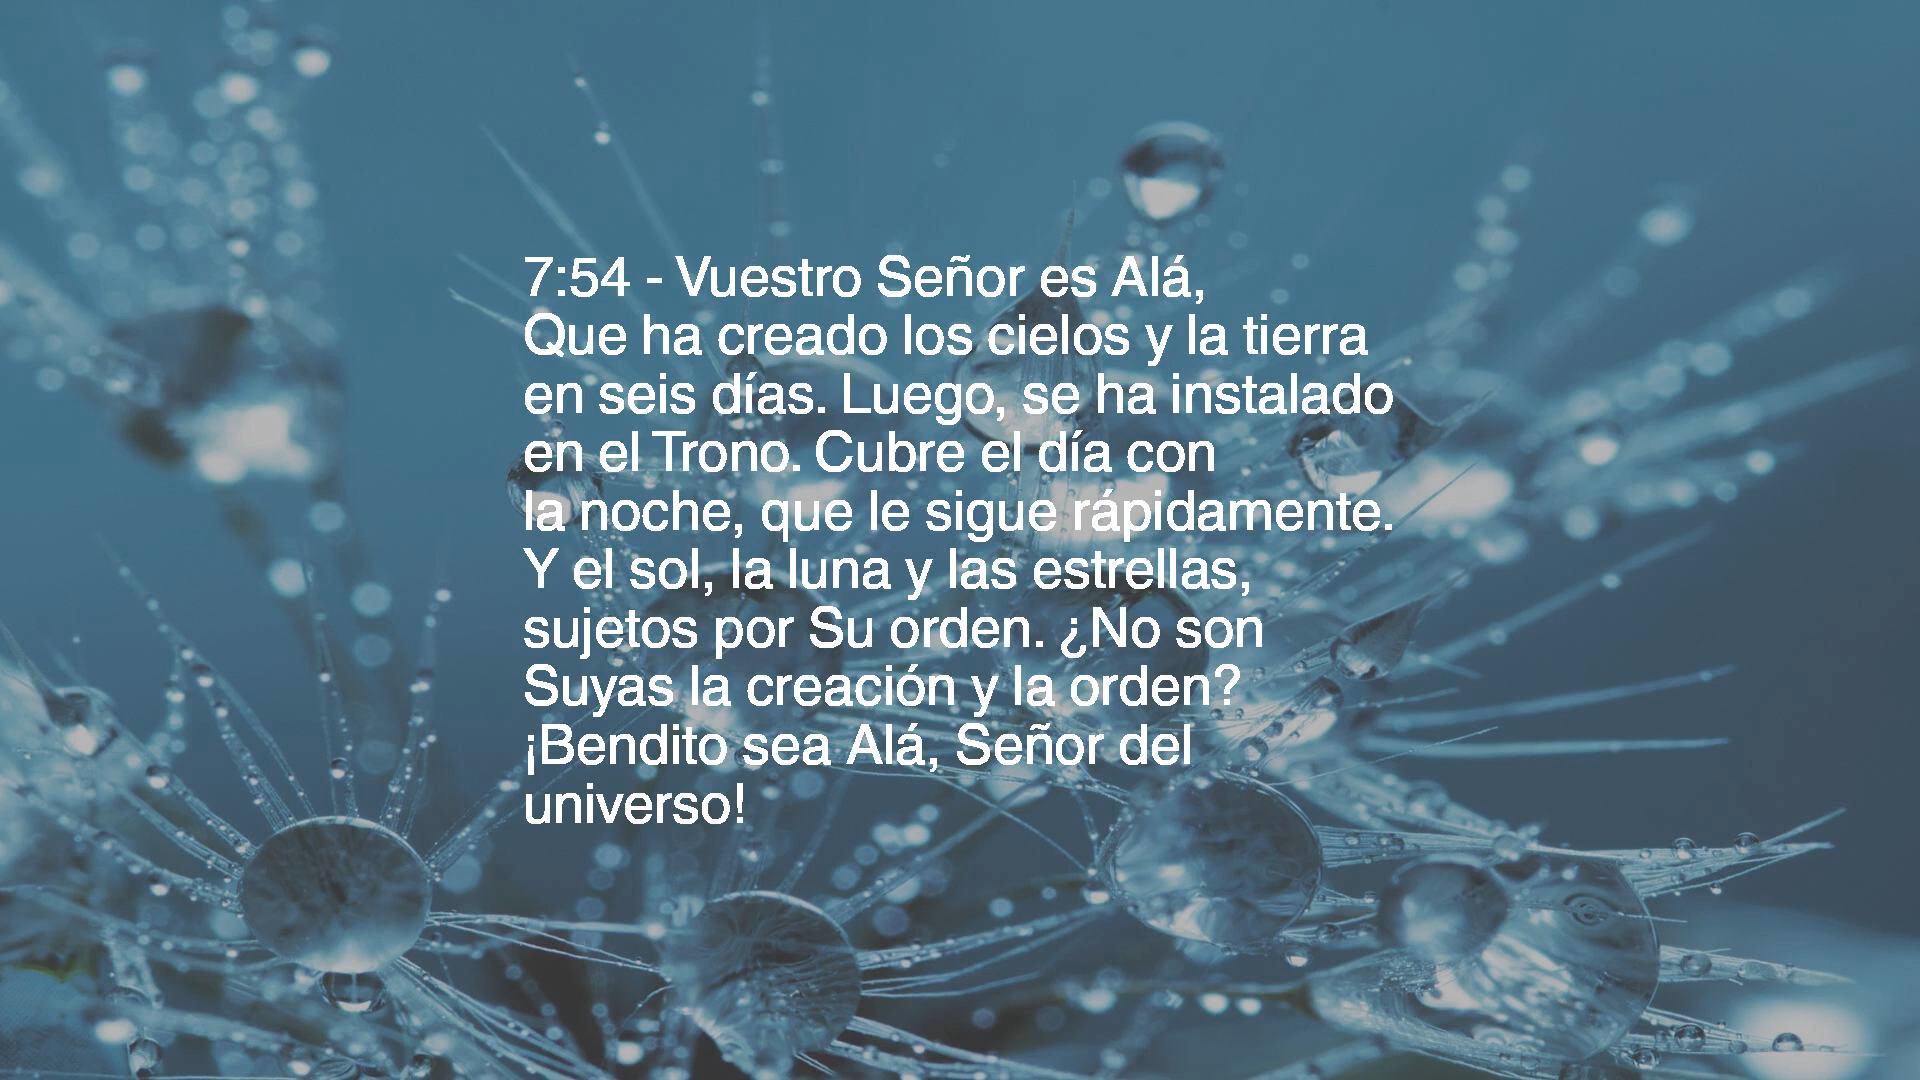 7:54 - Vuestro Señor es Alá,
Que ha creado los cielos y la tierra
en seis días. Luego, se ha instalado
en el Trono. Cubre el día con
la noche, que le sigue rápidamente.
Y el sol, la luna y las estrellas,
sujetos por Su orden. ¿No son
Suyas la creación y la orden?
¡Bendito sea Alá, Señor del
universo!